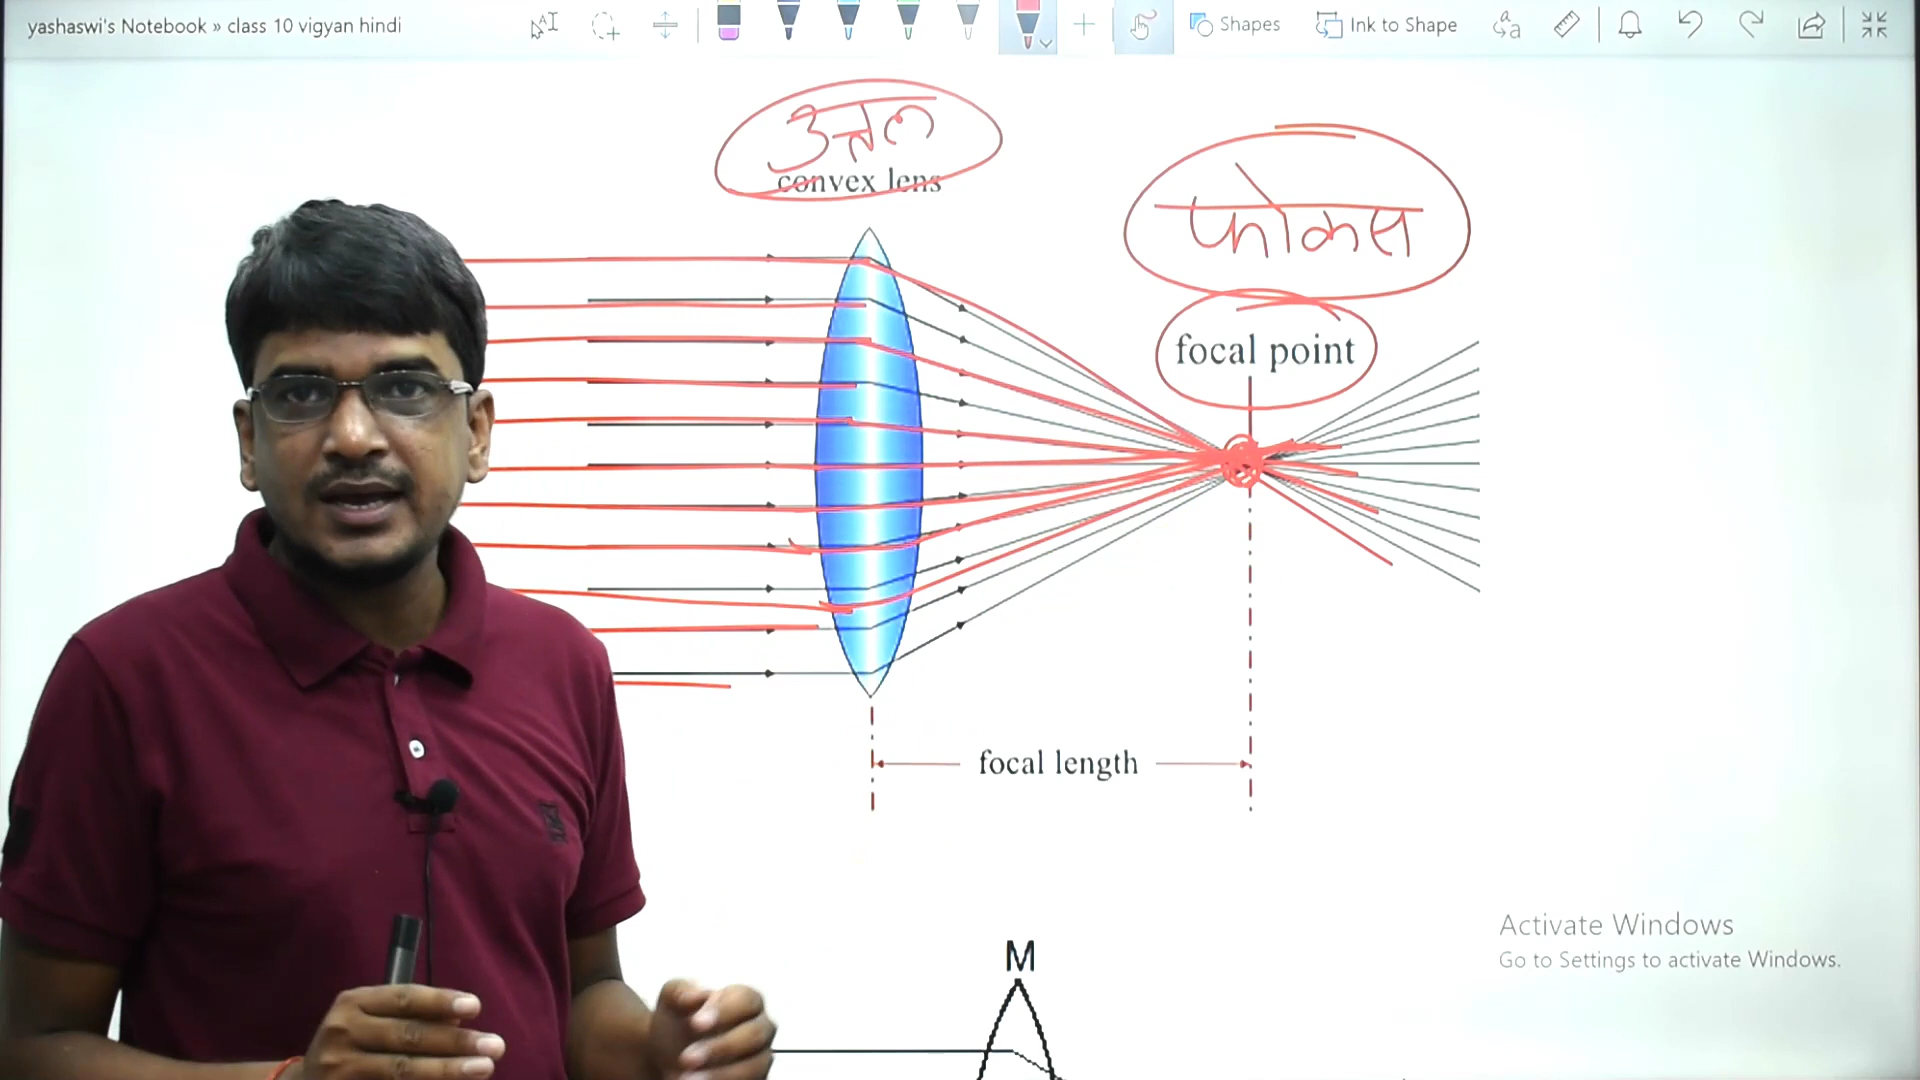 yashaswi's Notebook » class 10 vigyan hindi
Shapes
Ink to Shape
उत्तल
convex lens
फोकस
focal point
focal length
Activate Windows
Go to Settings to activate Windows.
M